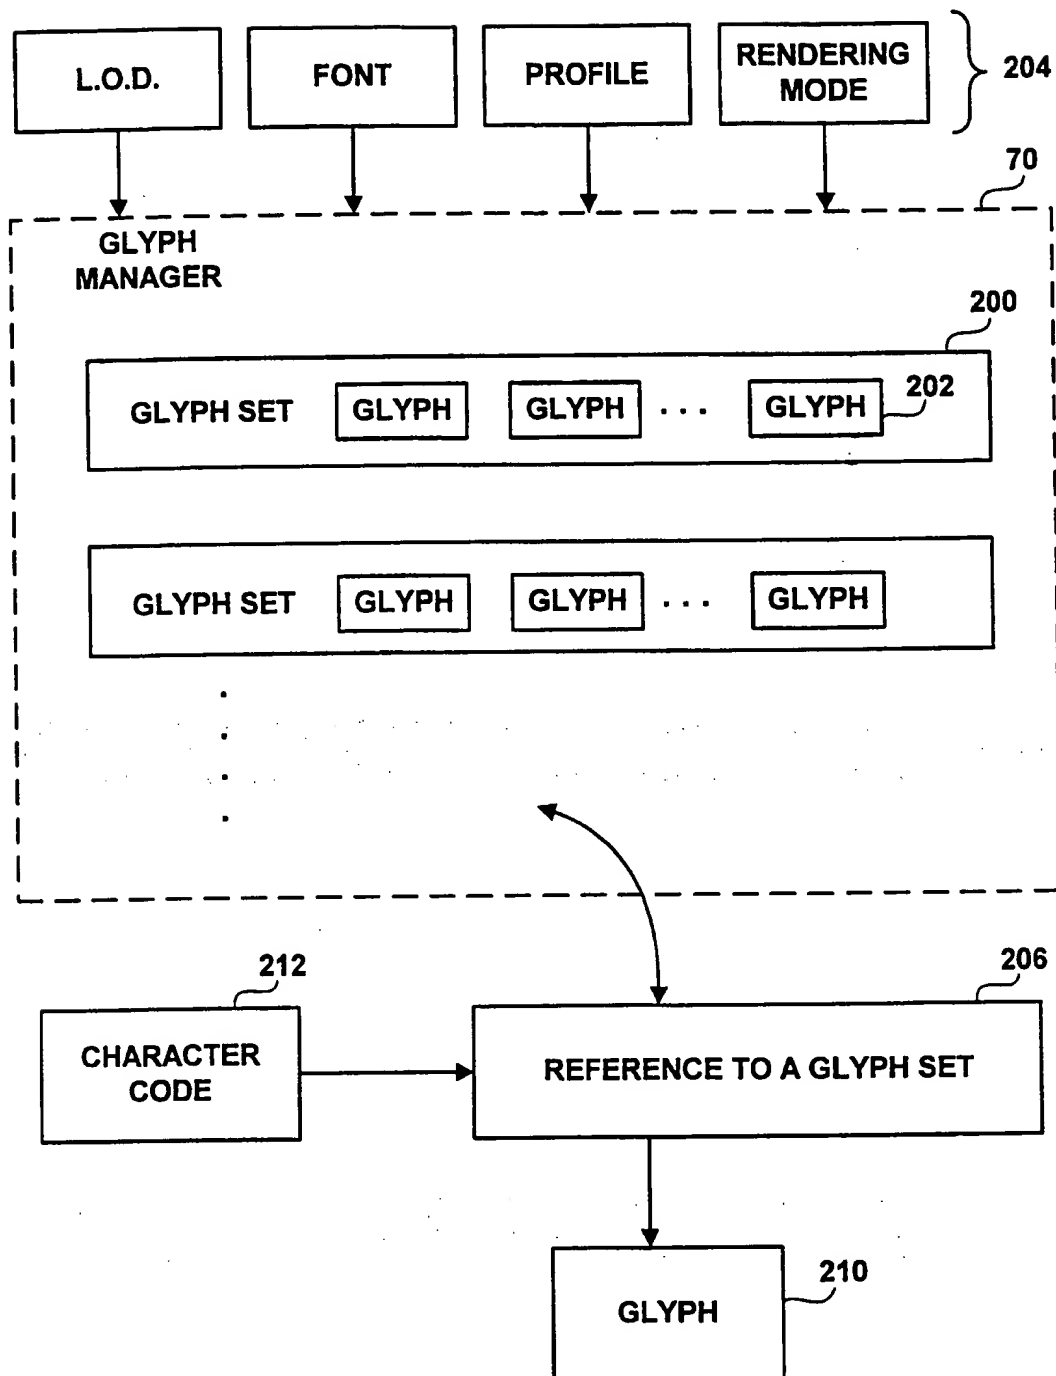 L.O.D.
FONT
PROFILE
RENDERING
MODE
204
70
GLYPH
MANAGER
200
GLYPH SET
GLYPH
GLYPH
. . .
GLYPH
202
GLYPH SET
GLYPH
GLYPH
. . .
GLYPH
212
206
CHARACTER
CODE
REFERENCE TO A GLYPH SET
GLYPH
210